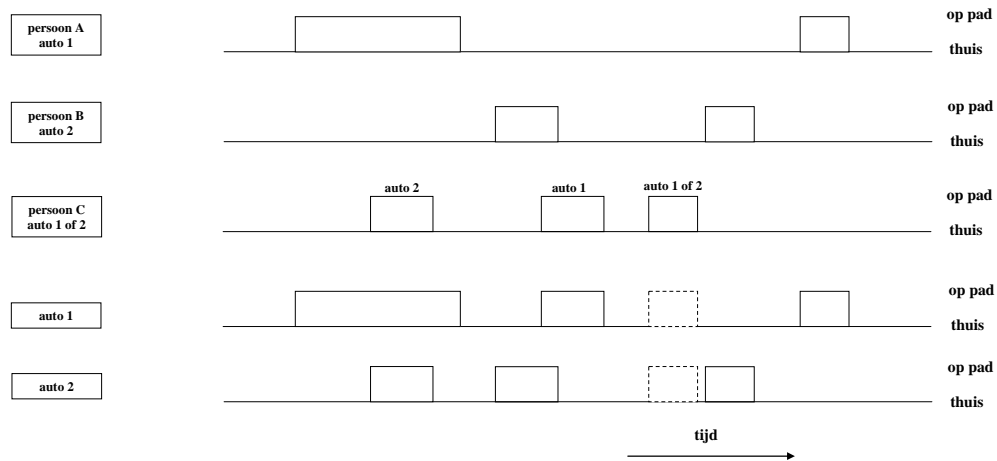 persoon A
auto 1
op pad
thuis
persoon B
auto 2
op pad
thuis
persoon C
auto 1 of 2
auto 2
auto 1
auto 1 of 2
op pad
thuis
auto 1
op pad
thuis
auto 2
op pad
thuis
tijd